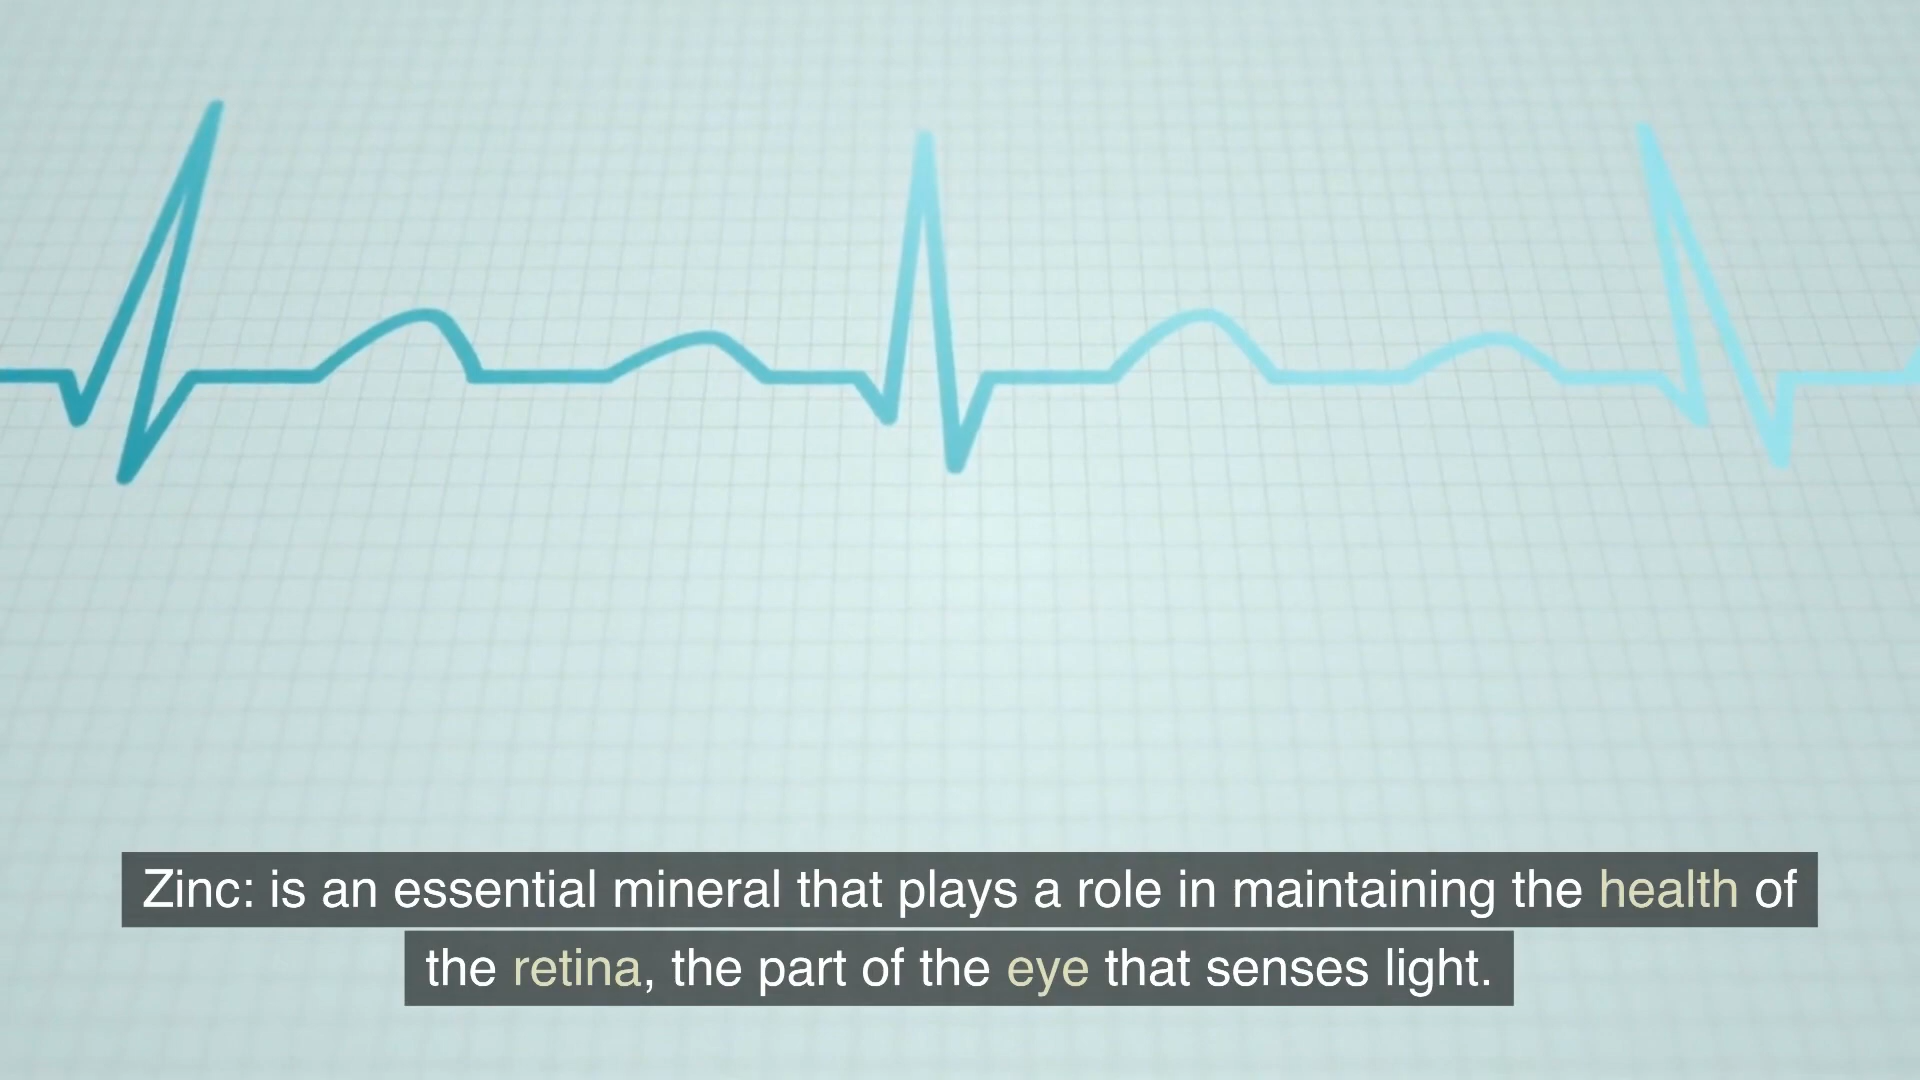 Zinc: is an essential mineral that plays a role in maintaining the health of
the retina, the part of the eye that senses light.